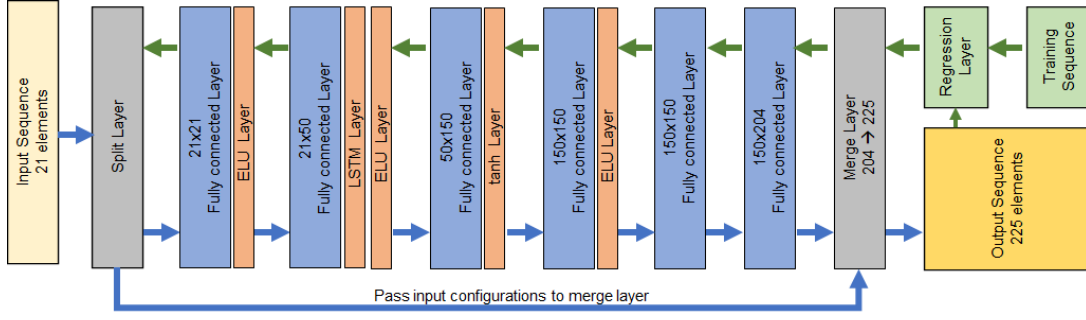 Input Sequence
21 elements
Split Layer
21x21
Fully connected Layer
ELU Layer
21x50
Fully connected Layer
LSTM Layer
ELU Layer
50x150
Fully connected Layer
tanh Layer
150x150
Fully connected Layer
ELU Layer
150x150
Fully connected Layer
150x204
Fully connected Layer
Merge Layer
204 → 225
Regression
Layer
Training
Sequence
Output Sequence
225 elements
Pass input configurations to merge layer